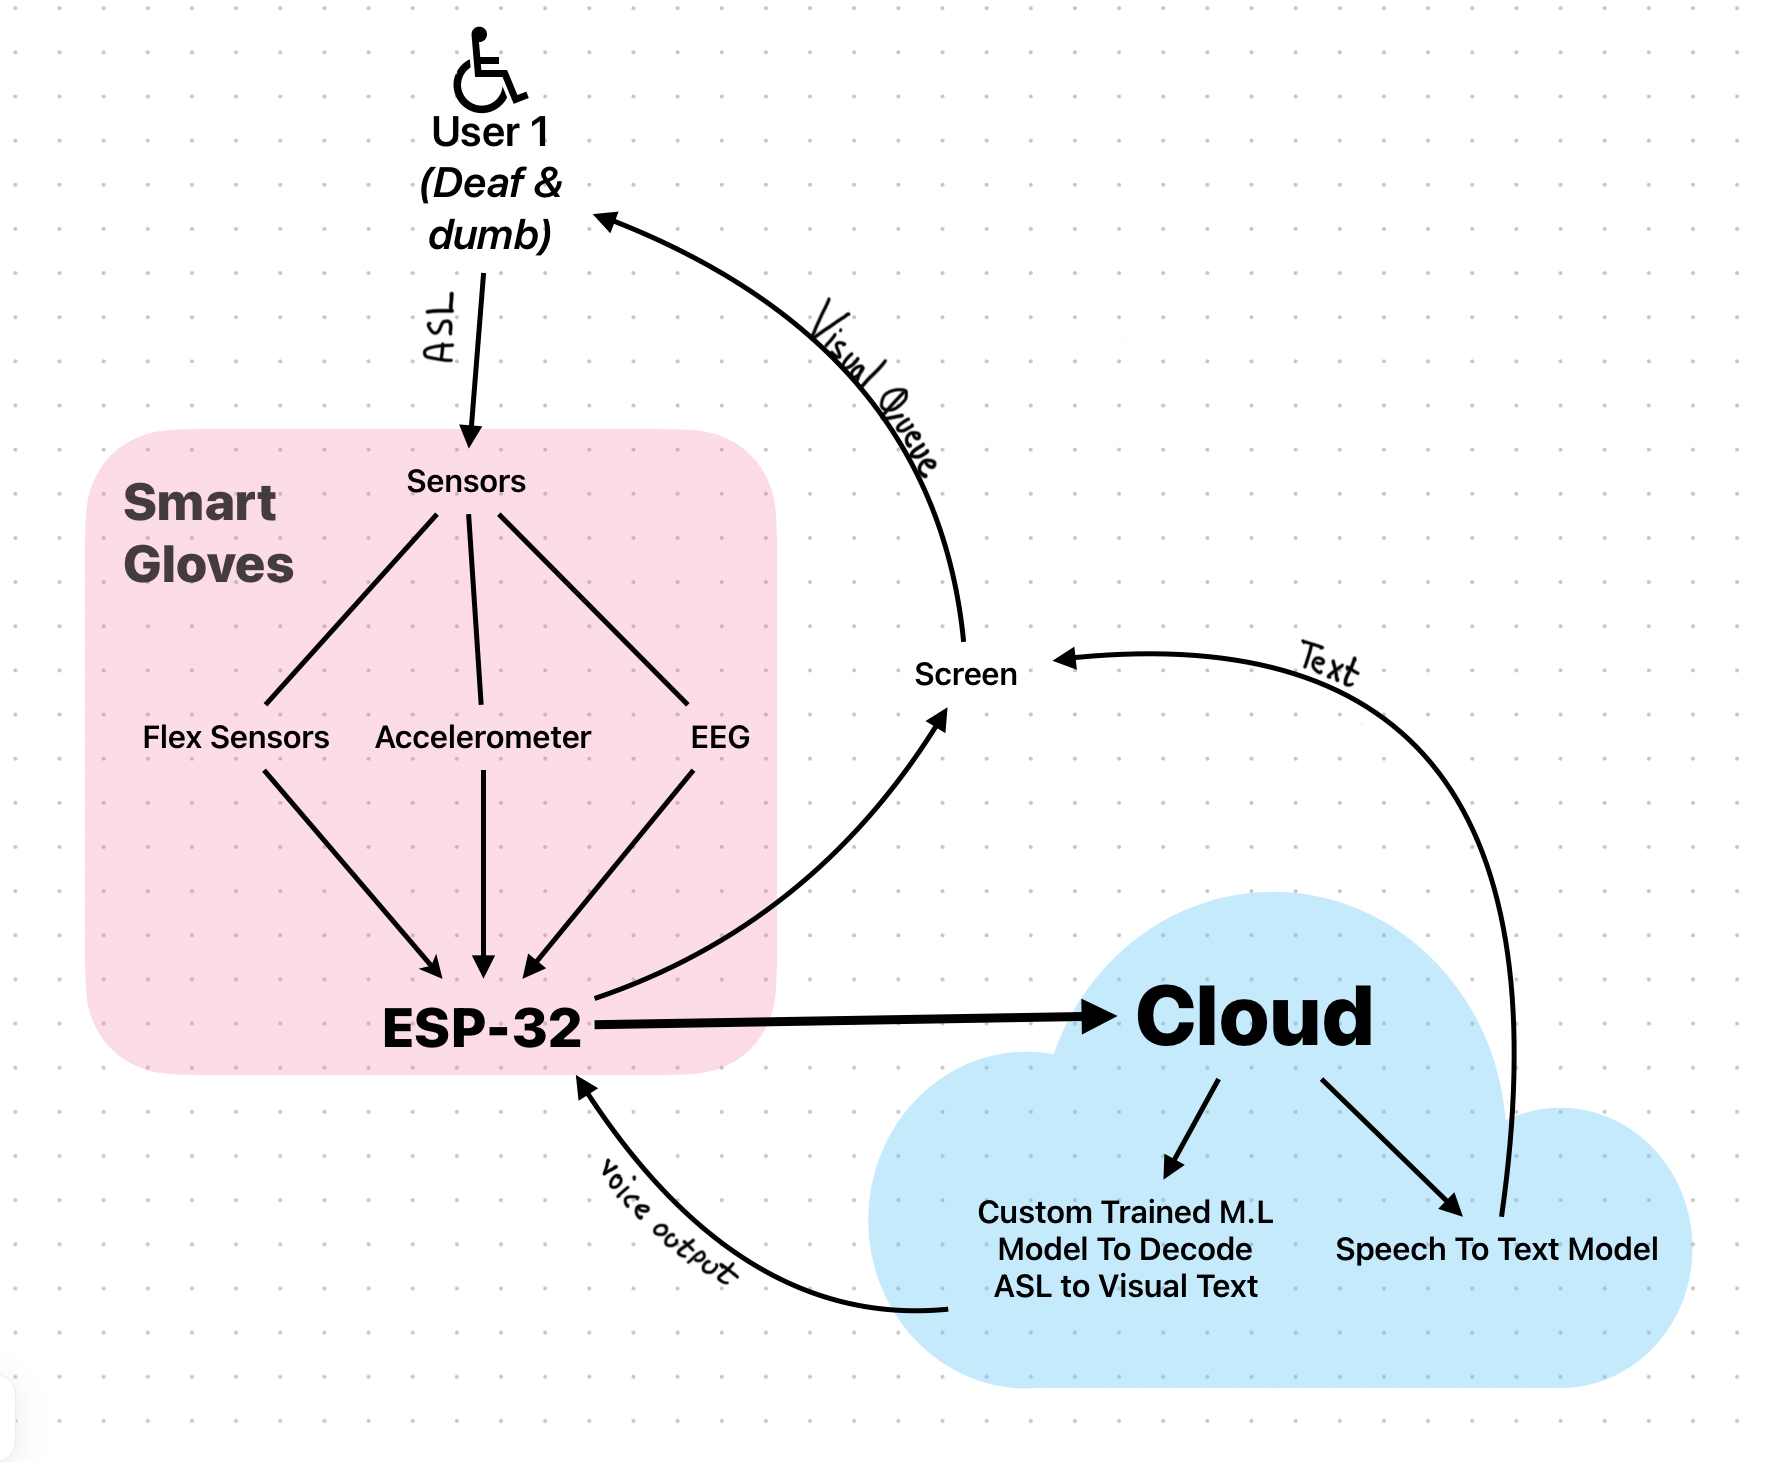 User 1
(Deaf &
dumb)
ASL
Visual Queue
Smart
Gloves
Sensors
Flex Sensors
Accelerometer
EEG
Screen
Text
ESP-32
Cloud
voice output
Custom Trained M.L
Model To Decode
ASL to Visual Text
Speech To Text Model